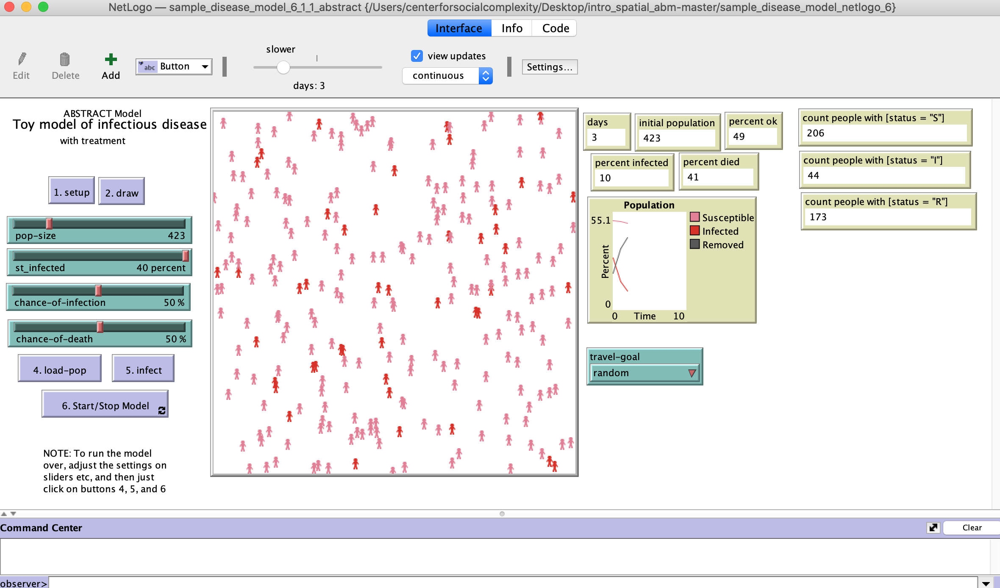 NetLogo — sample_disease_model_6_1_1_abstract {/Users/centerforsocialcomplexity/Desktop/intro_spatial_abm-master/sample_disease_model_netlogo_6}
Interface Info Code
Edit Delete Add
abc Button
slower
days: 3
view updates
continuous
Settings...
ABSTRACT Model
Toy model of infectious disease
with treatment
1. setup 2. draw
pop-size 423
st_infected 40 percent
chance-of-infection 50 %
chance-of-death 50 %
4. load-pop 5. infect
6. Start/Stop Model
NOTE: To run the model
over, adjust the settings on
sliders etc, and then just
click on buttons 4, 5, and 6
days
3
initial population
423
percent ok
49
percent infected
10
percent died
41
Population
55.1
Percent
0
0 Time 10
Susceptible
Infected
Removed
travel-goal
random
count people with [status = "S"]
206
count people with [status = "I"]
44
count people with [status = "R"]
173
Command Center
Clear
observer>